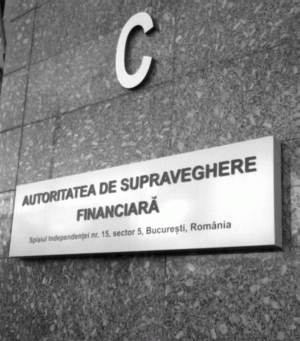 C
AUTORITATEA DE SUPRAVEGHERE
FINANCIARĂ
Splaiul Independenței nr. 15, sector 5, București, România